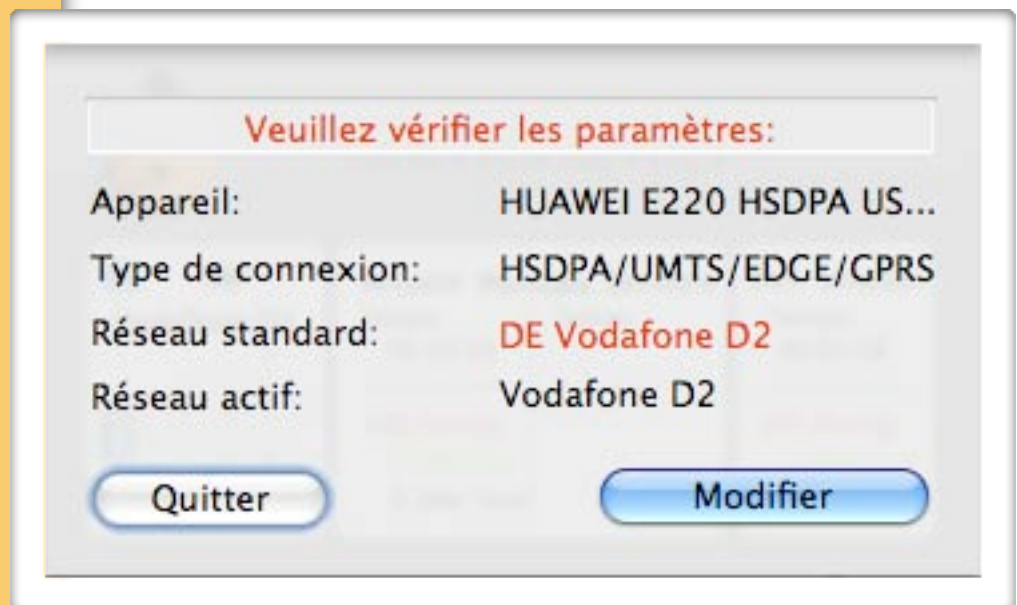 Veuillez vérifier les paramètres:
Appareil: HUAWEI E220 HSDPA US...
Type de connexion: HSDPA/UMTS/EDGE/GPRS
Réseau standard: DE Vodafone D2
Réseau actif: Vodafone D2
Quitter Modifier